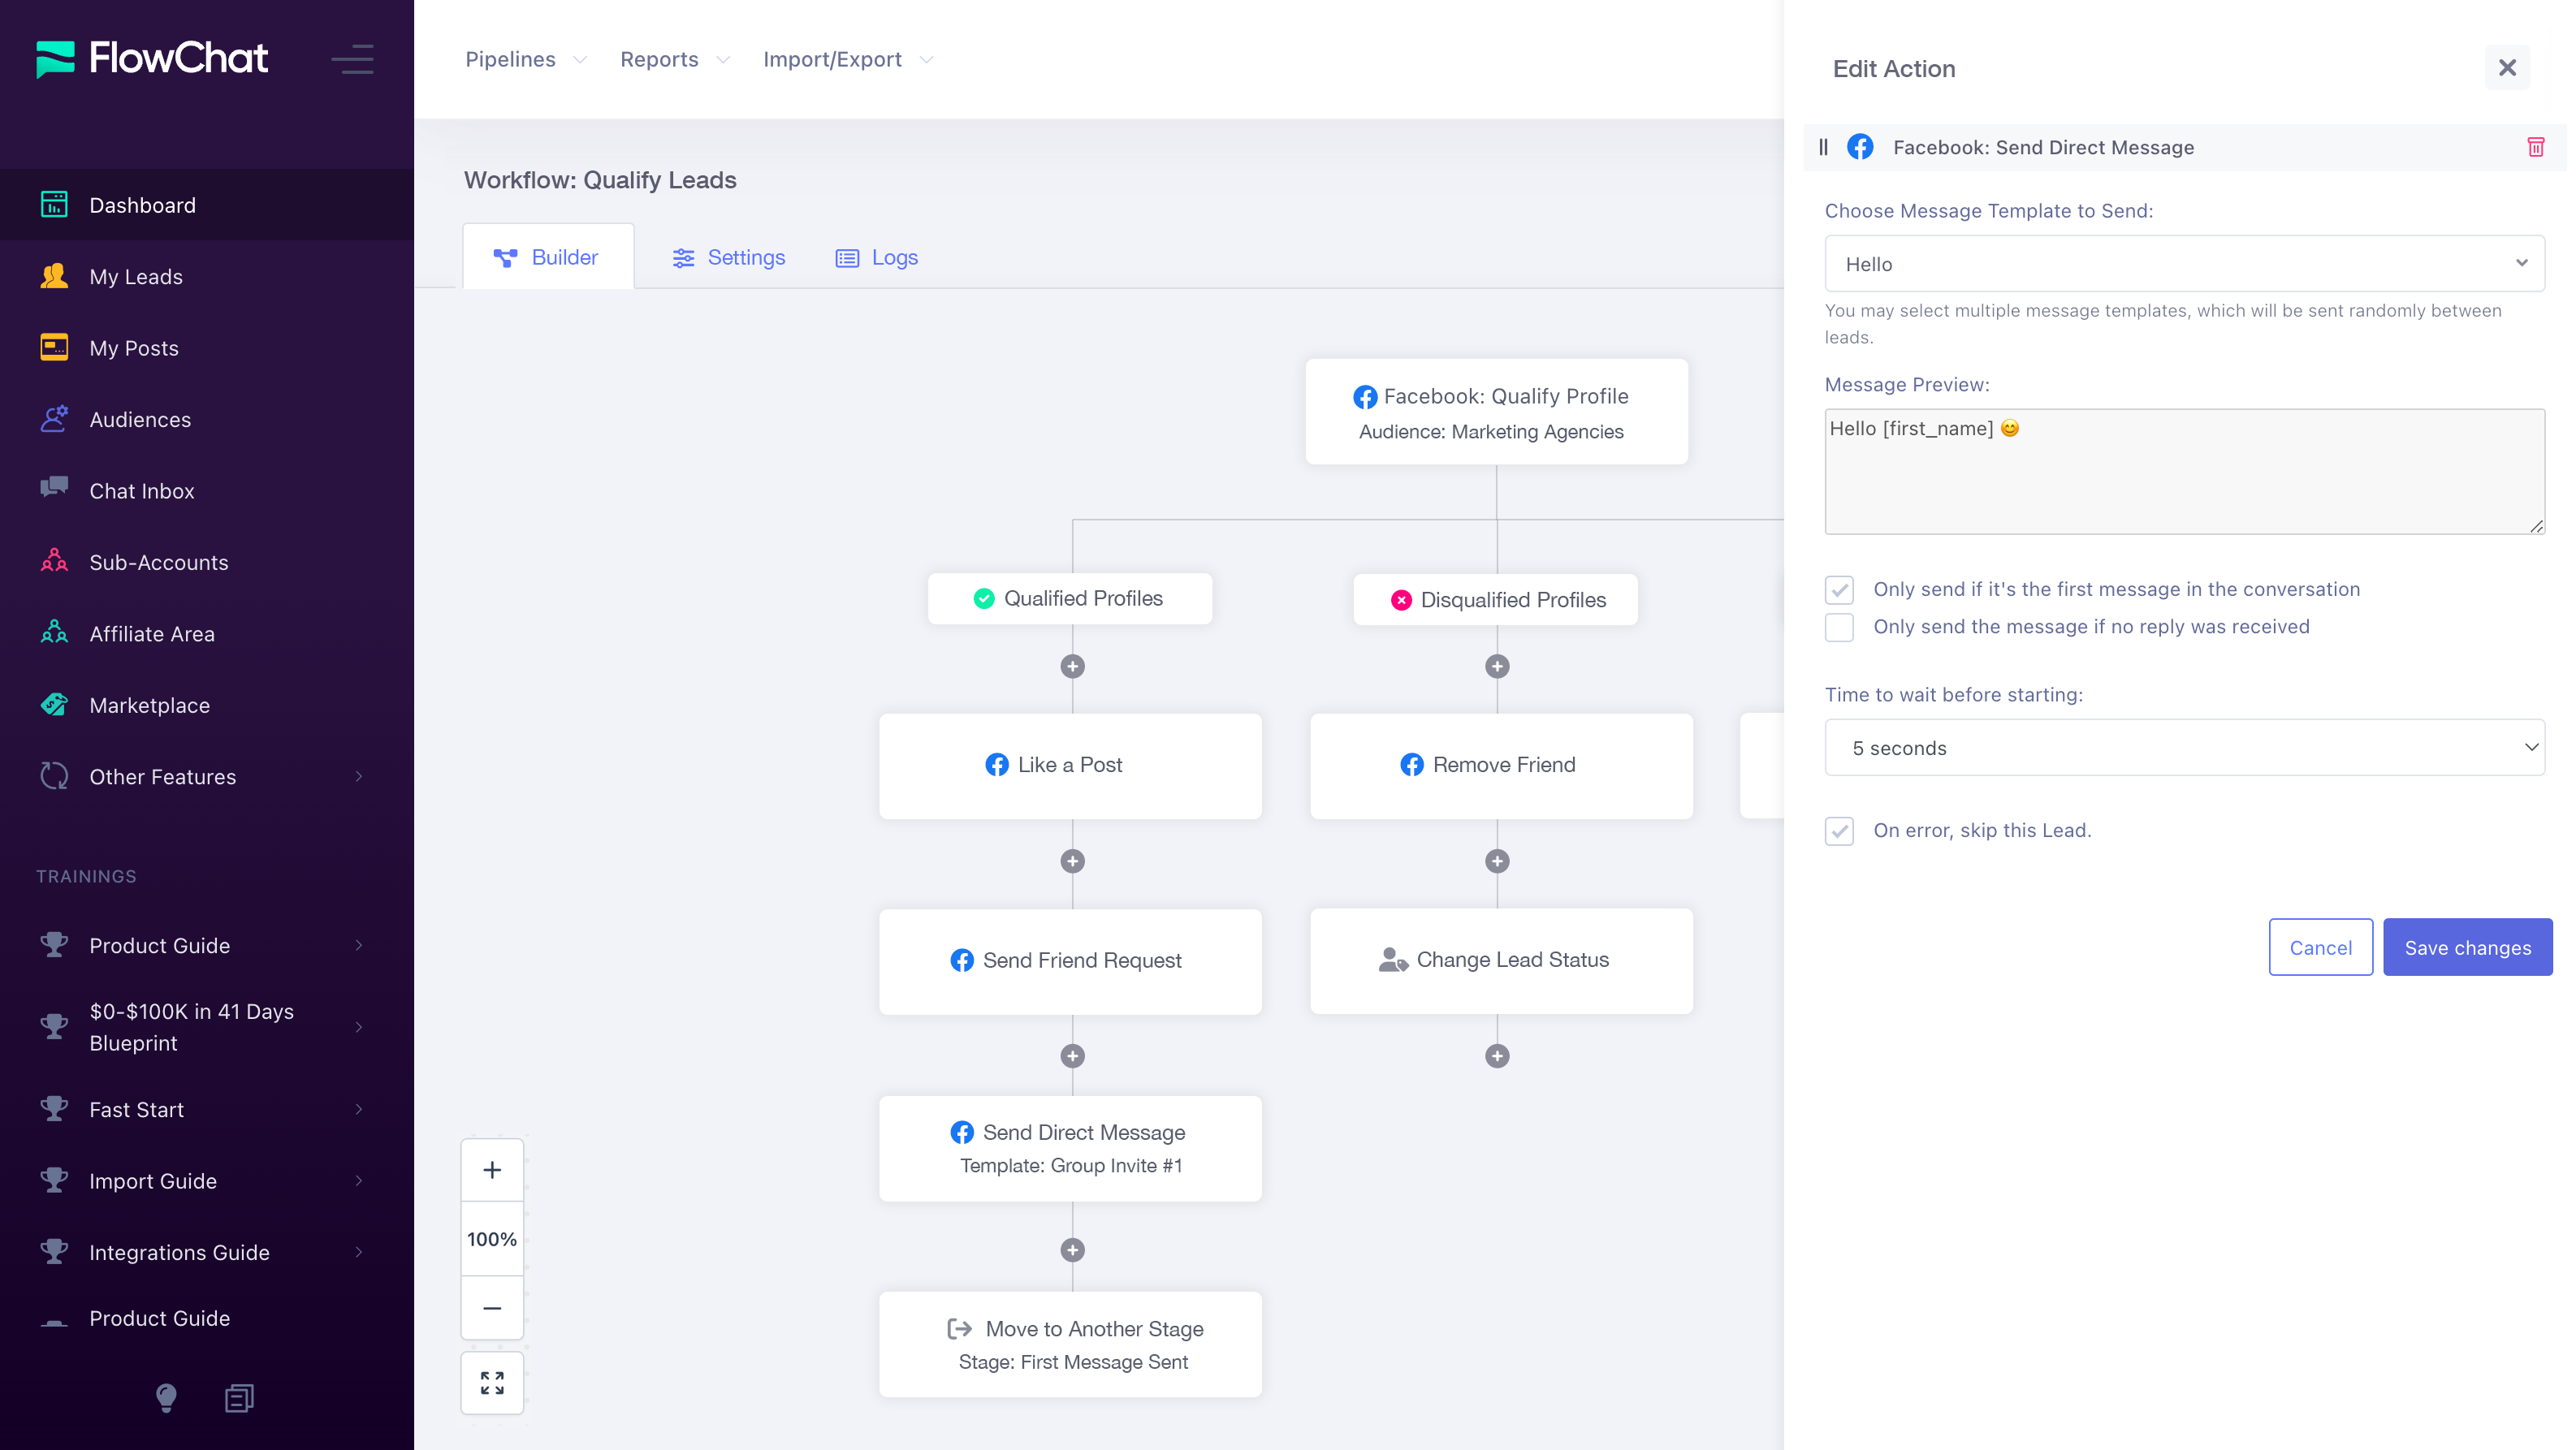 FlowChat
Dashboard
My Leads
My Posts
Audiences
Chat Inbox
Sub-Accounts
Affiliate Area
Marketplace
Other Features
TRAININGS
Product Guide
$0-$100K in 41 Days
Blueprint
Fast Start
Import Guide
Integrations Guide
Product Guide
Pipelines
Reports
Import/Export
Workflow: Qualify Leads
Builder
Settings
Logs
Facebook: Qualify Profile
Audience: Marketing Agencies
Qualified Profiles
Disqualified Profiles
Like a Post
Remove Friend
Send Friend Request
Change Lead Status
Send Direct Message
Template: Group Invite #1
Move to Another Stage
Stage: First Message Sent
100%
Edit Action
Facebook: Send Direct Message
Choose Message Template to Send:
Hello
You may select multiple message templates, which will be sent randomly between
leads.
Message Preview:
Hello [first_name] 😊
Only send if it's the first message in the conversation
Only send the message if no reply was received
Time to wait before starting:
5 seconds
On error, skip this Lead.
Cancel
Save changes